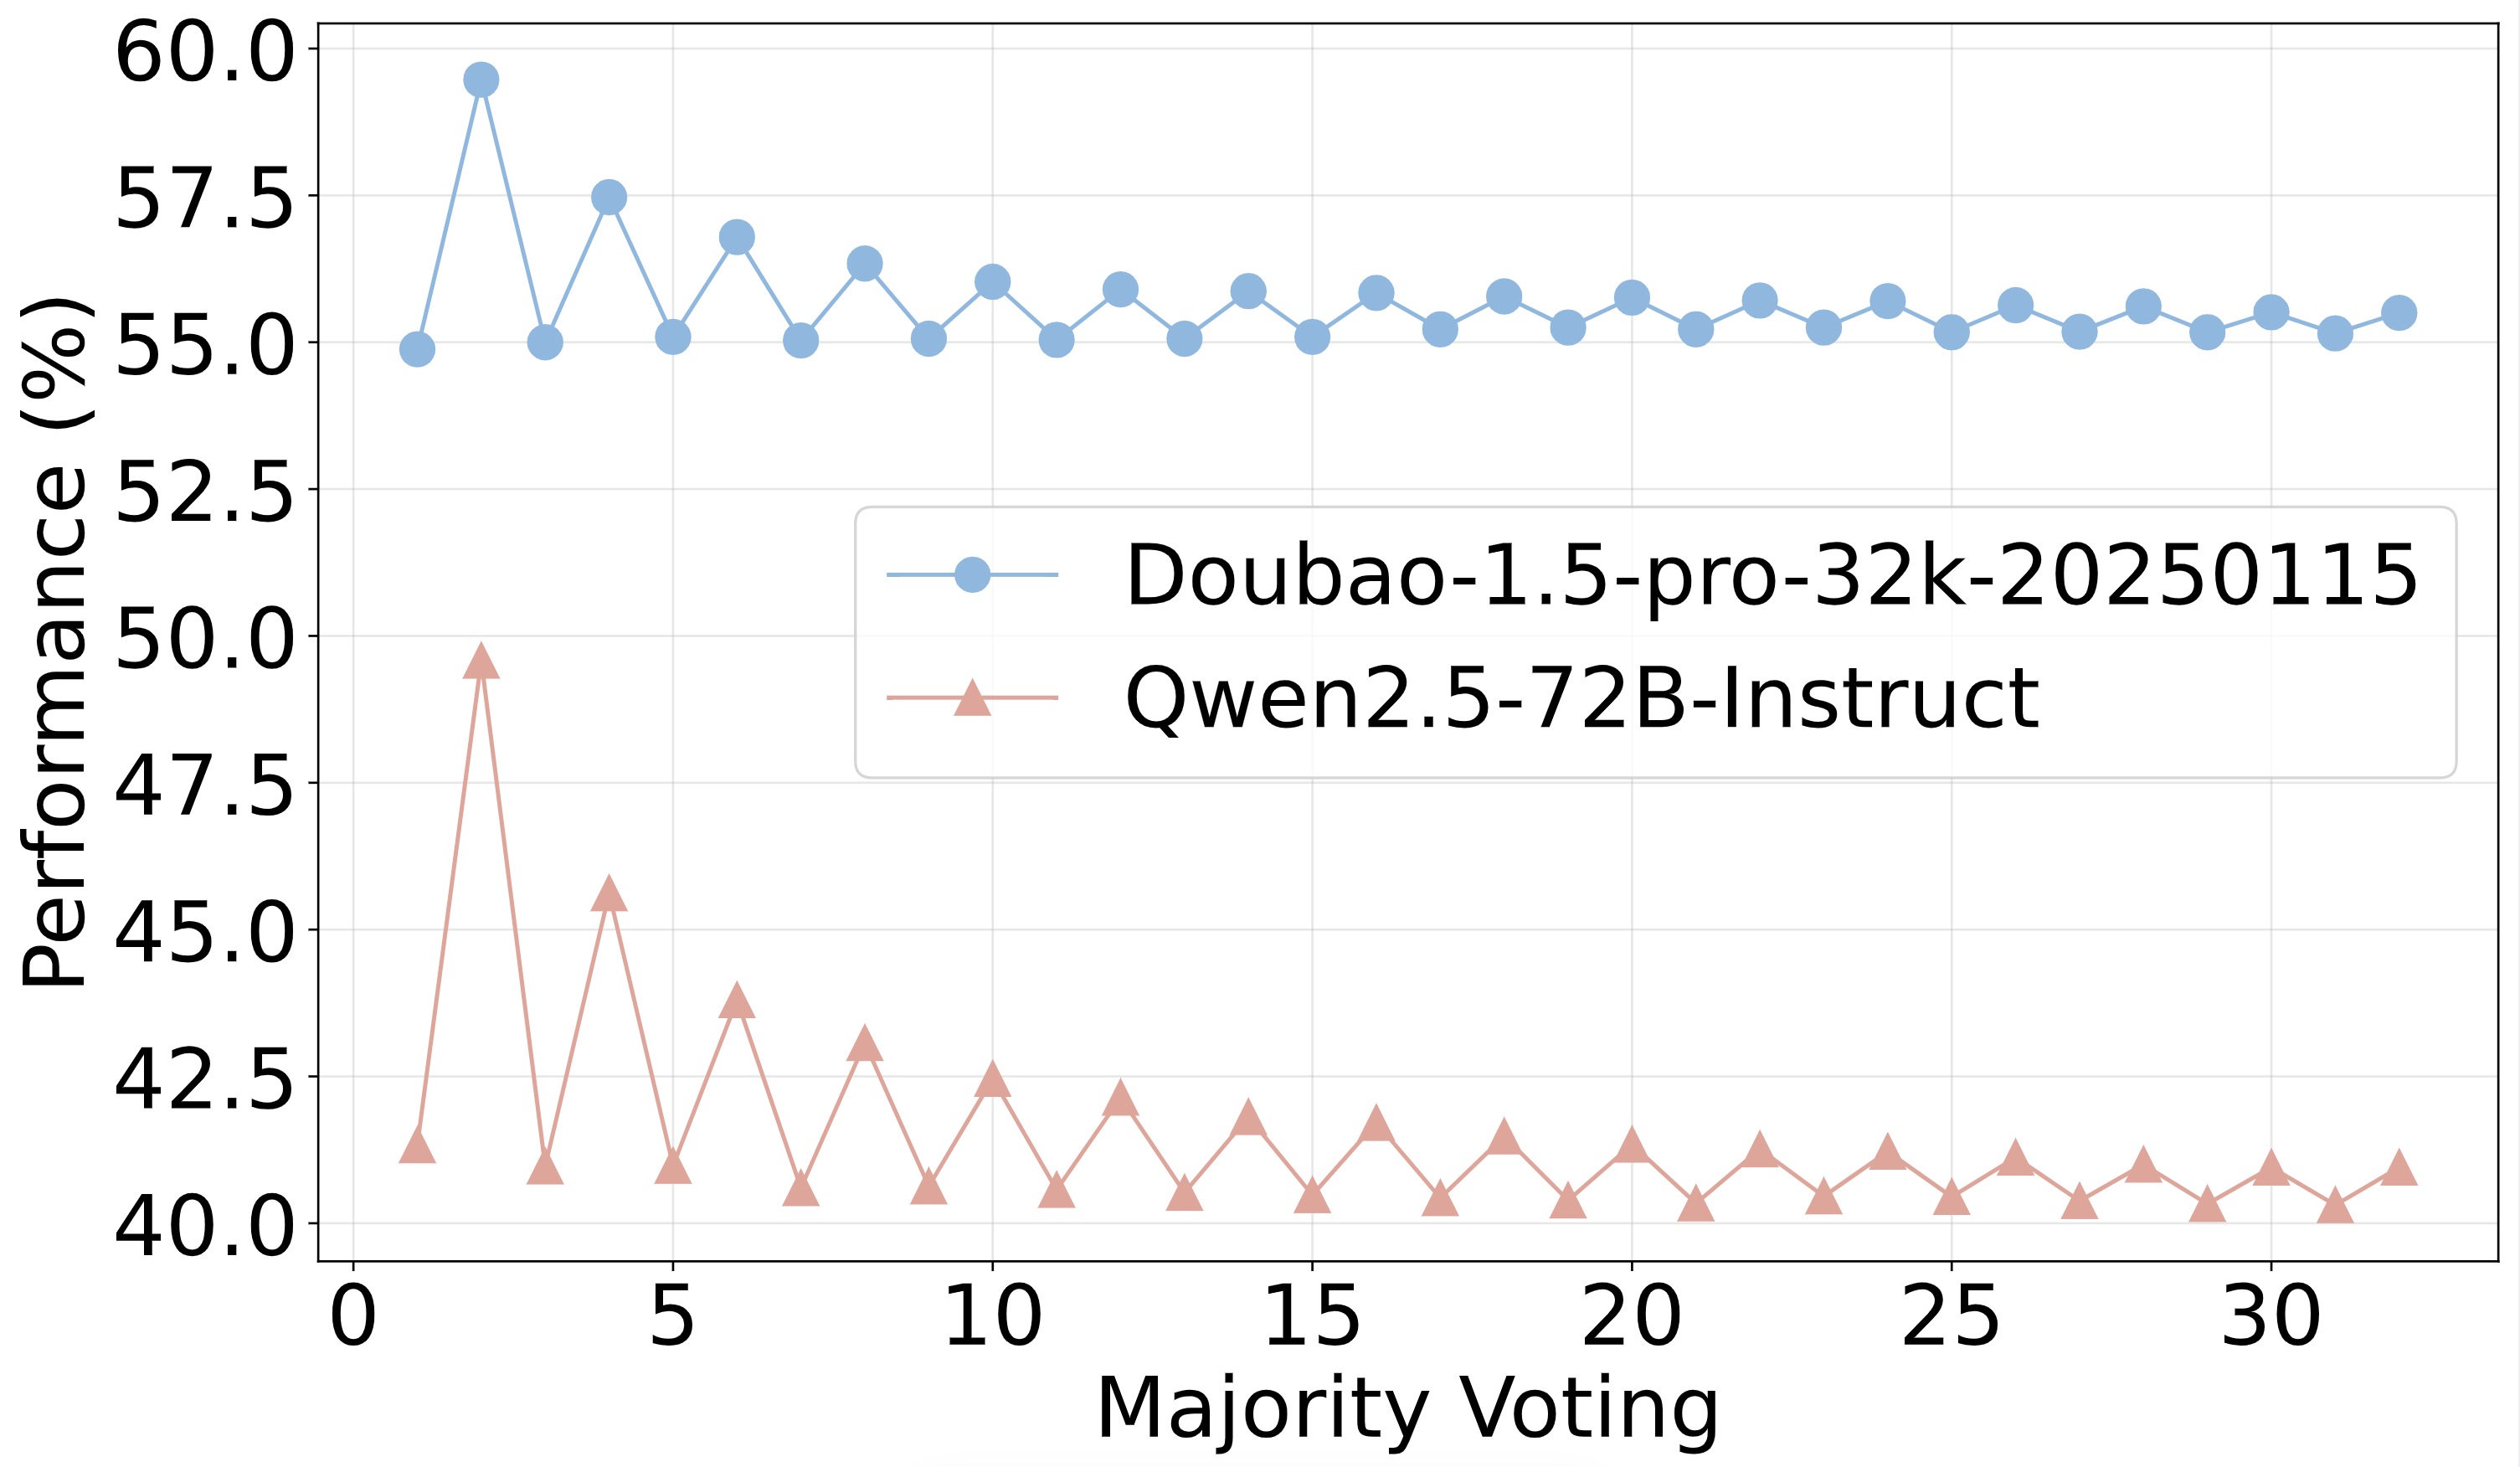 Performance (%)
60.0
57.5
55.0
52.5
50.0
47.5
45.0
42.5
40.0
Doubao-1.5-pro-32k-20250115
Qwen2.5-72B-Instruct
0 5 10 15 20 25 30
Majority Voting